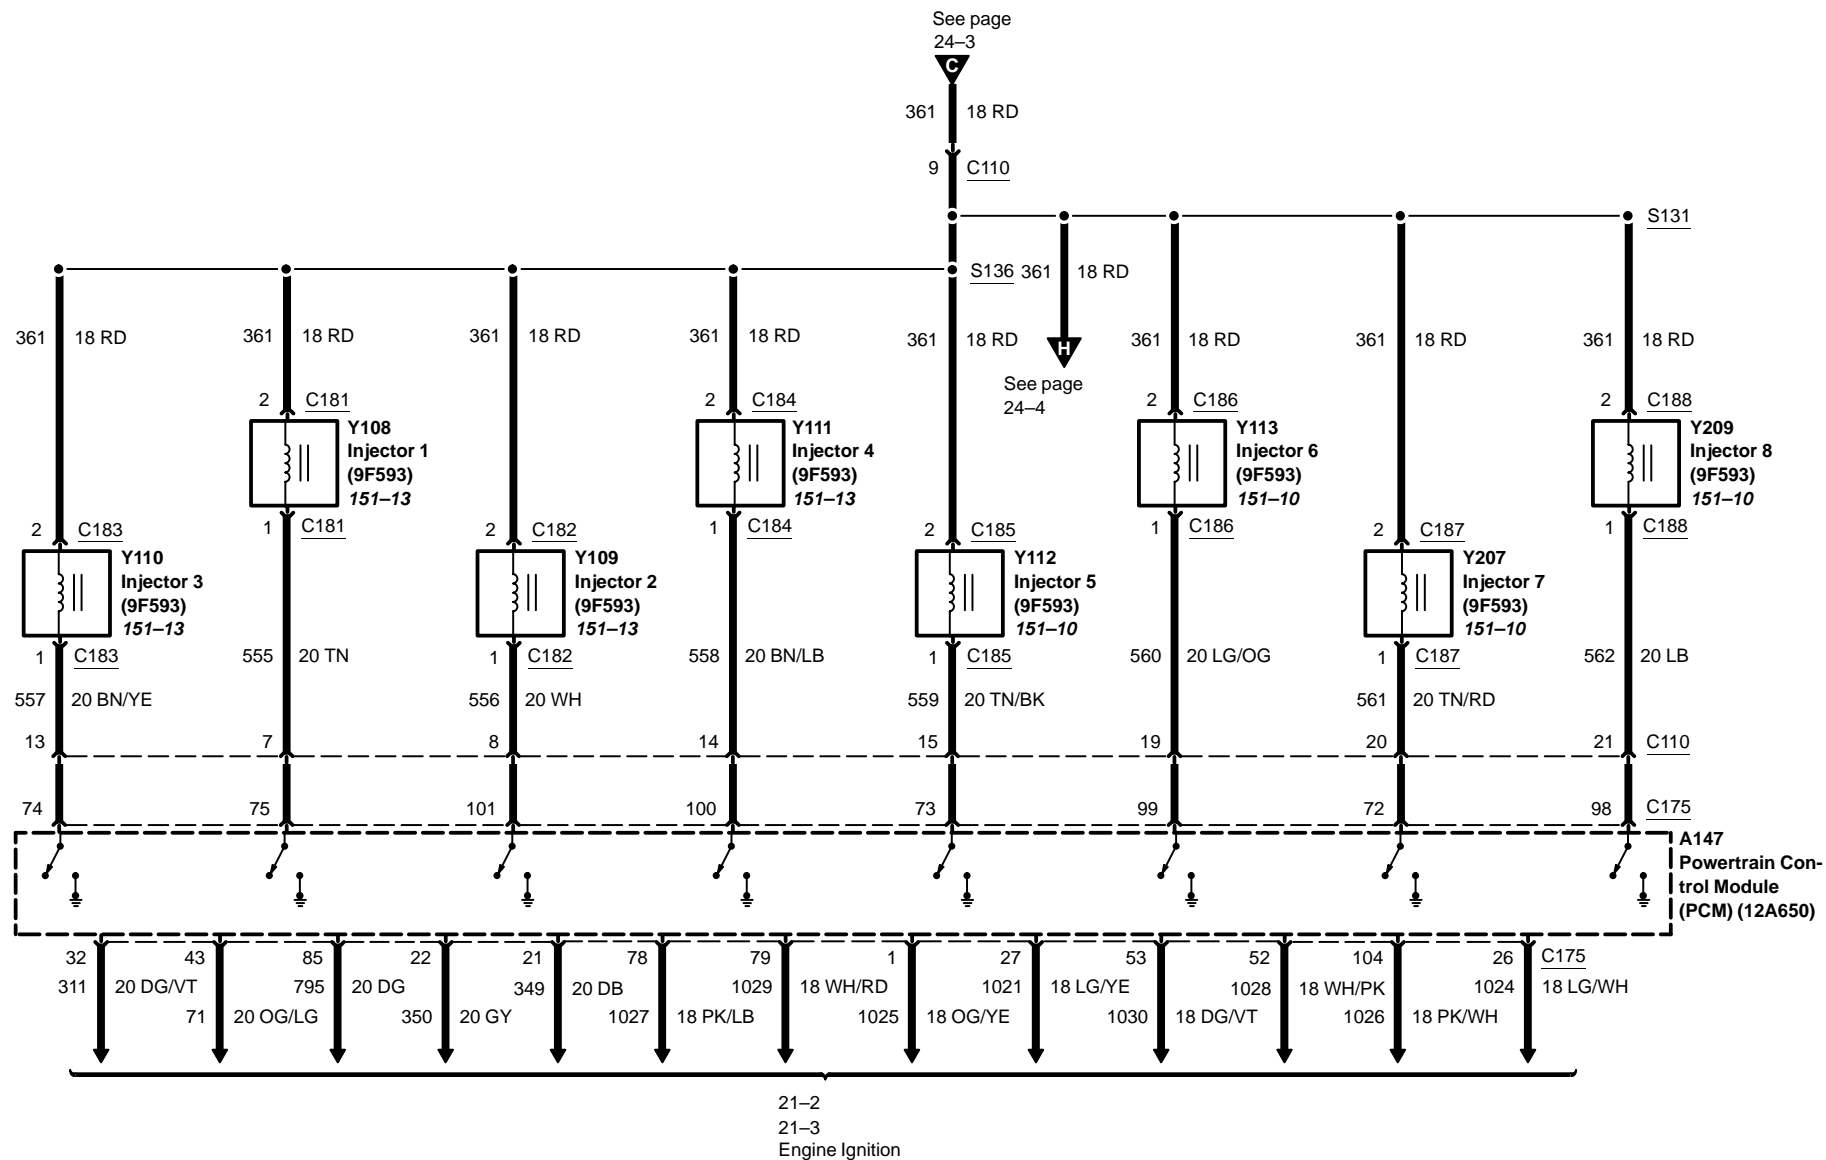 See page
24–3
C
361 18 RD
9 C110
S131
S136 361 18 RD
361 18 RD 361 18 RD 361 18 RD 361 18 RD 361 18 RD 361 18 RD 361 18 RD 361 18 RD
H
See page
24–4
2 C181 2 C184 2 C186 2 C188
Y108
Injector 1
(9F593)
151–13
Y111
Injector 4
(9F593)
151–13
Y113
Injector 6
(9F593)
151–10
Y209
Injector 8
(9F593)
151–10
1 C181 1 C184 1 C186 1 C188
2 C183 2 C182 2 C185 2 C187
Y110
Injector 3
(9F593)
151–13
Y109
Injector 2
(9F593)
151–13
Y112
Injector 5
(9F593)
151–10
Y207
Injector 7
(9F593)
151–10
1 C183 555 20 TN 1 C182 558 20 BN/LB 1 C185 560 20 LG/OG 1 C187 562 20 LB
557 20 BN/YE 556 20 WH 559 20 TN/BK 561 20 TN/RD
13 7 8 14 15 19 20 21 C110
74 75 101 100 73 99 72 98 C175
A147
Powertrain Con-
trol Module
(PCM) (12A650)
32 43 85 22 21 78 79 1 27 53 52 104 26 C175
311 20 DG/VT 795 20 DG 349 20 DB 1029 18 WH/RD 1021 18 LG/YE 1028 18 WH/PK 1024 18 LG/WH
71 20 OG/LG 350 20 GY 1027 18 PK/LB 1025 18 OG/YE 1030 18 DG/VT 1026 18 PK/WH
21–2
21–3
Engine Ignition